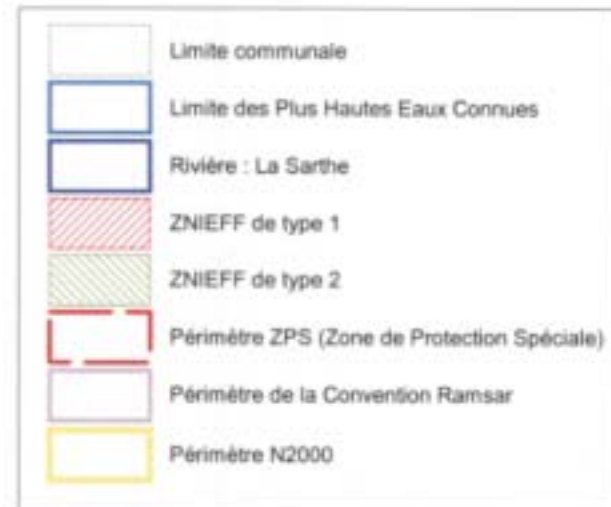 Limite communale
Limite des Plus Hautes Eaux Connues
Rivière : La Sarthe
ZNIEFF de type 1
ZNIEFF de type 2
Périmètre ZPS (Zone de Protection Spéciale)
Périmètre de la Convention Ramsar
Périmètre N2000